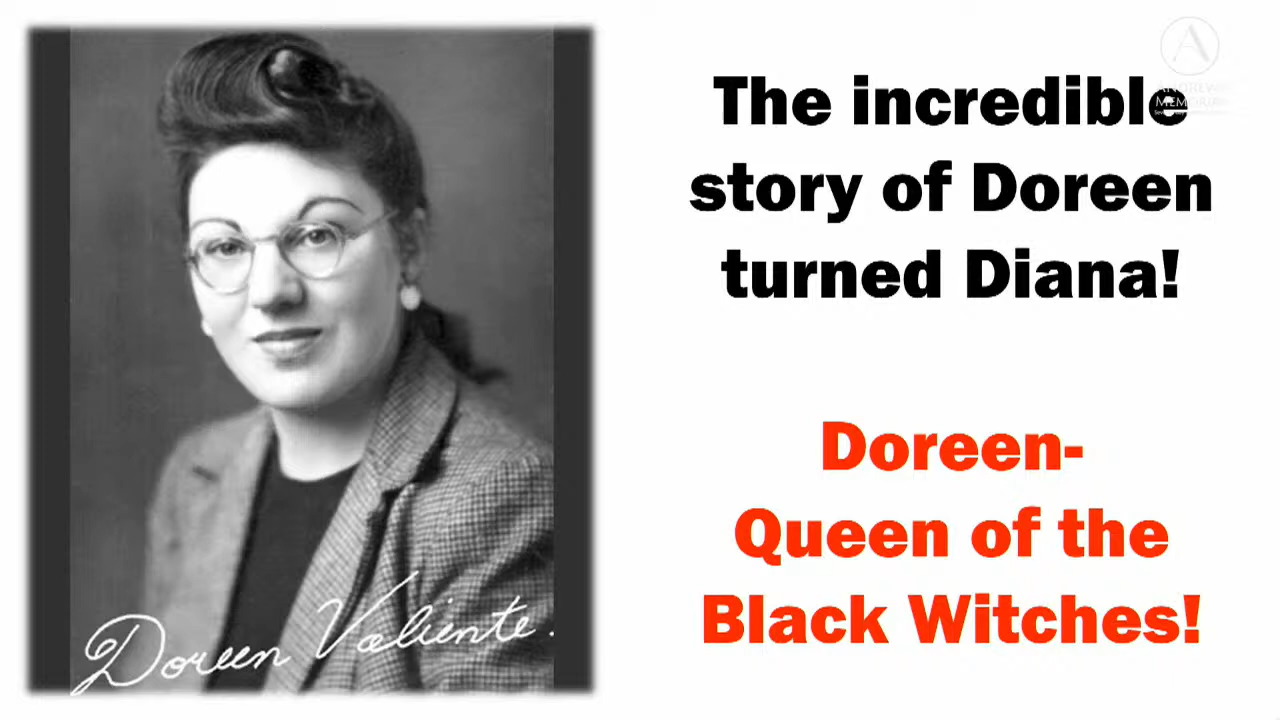 The incredible
story of Doreen
turned Diana!
Doreen-
Queen of the
Black Witches!
Doreen Valiente.